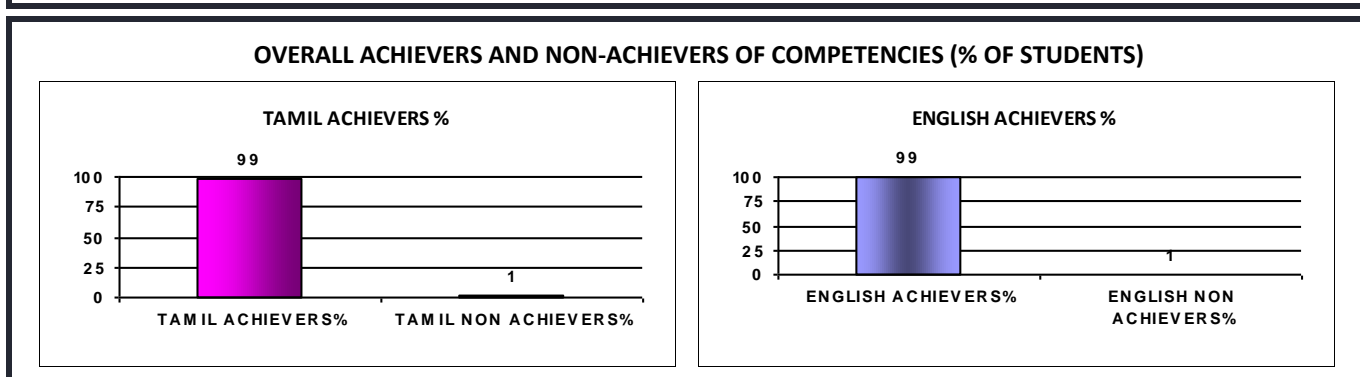 OVERALL ACHIEVERS AND NON-ACHIEVERS OF COMPETENCIES (% OF STUDENTS)
TAMIL ACHIEVERS %
99
100
75
50
25
0
1
TAMIL ACHIEVERS%
TAMIL NON ACHIEVERS%
ENGLISH ACHIEVERS %
99
100
75
50
25
0
1
ENGLISH ACHIEVERS%
ENGLISH NON
ACHIEVERS%